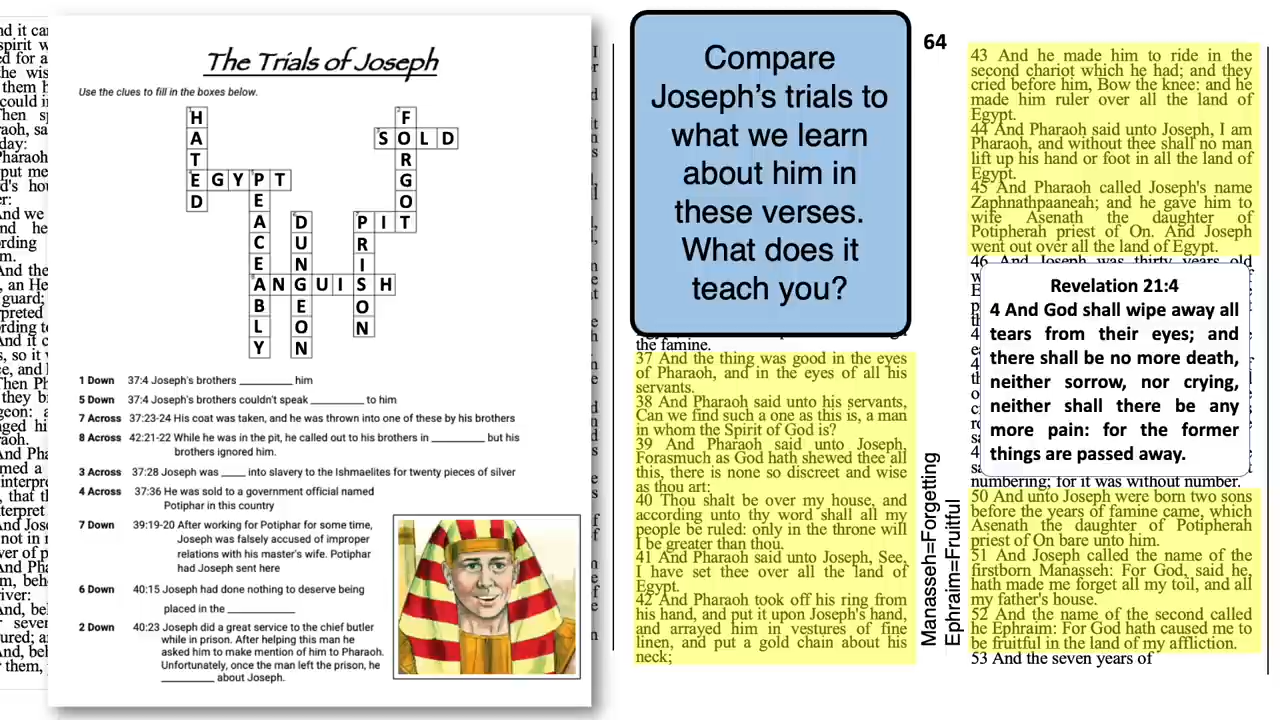 The Trials of Joseph
Use the clues to fill in the boxes below.
HATED
FORGOT
SOLD
EGYPT
PEACEABLY
DUNGEON
PRISON
PIT
ANGUISH
1 Down 37:4 Joseph's brothers __________ him
5 Down 37:4 Joseph's brothers couldn't speak __________ to him
7 Across 37:23-24 His coat was taken, and he was thrown into one of these by his brothers
8 Across 42:21-22 While he was in the pit, he called out to his brothers in __________ but his
brothers ignored him.
3 Across 37:28 Joseph was ____ into slavery to the Ishmaelites for twenty pieces of silver
4 Across 37:36 He was sold to a government official named
Potiphar in this country
7 Down 39:19-20 After working for Potiphar for some time,
Joseph was falsely accused of improper
relations with his master's wife. Potiphar
had Joseph sent here
6 Down 40:15 Joseph had done nothing to deserve being
placed in the ____________
2 Down 40:23 Joseph did a great service to the chief butler
while in prison. After helping this man he
asked him to make mention of him to Pharaoh.
Unfortunately, once the man left the prison, he
__________ about Joseph.
Compare
Joseph's trials to
what we learn
about him in
these verses.
What does it
teach you?
the famine.
37 And the thing was good in the eyes
of Pharaoh, and in the eyes of all his
servants.
38 And Pharaoh said unto his servants,
Can we find such a one as this is, a man
in whom the Spirit of God is?
39 And Pharaoh said unto Joseph,
Forasmuch as God hath shewed thee all
this, there is none so discreet and wise
as thou art:
40 Thou shalt be over my house, and
according unto thy word shall all my
people be ruled: only in the throne will
I be greater than thou.
41 And Pharaoh said unto Joseph, See,
I have set thee over all the land of
Egypt.
42 And Pharaoh took off his ring from
his hand, and put it upon Joseph's hand,
and arrayed him in vestures of fine
linen, and put a gold chain about his
neck;
64
Manasseh=Forgetting
Ephraim=Fruitful
43 And he made him to ride in the
second chariot which he had; and they
cried before him, Bow the knee: and he
made him ruler over all the land of
Egypt.
44 And Pharaoh said unto Joseph, I am
Pharaoh, and without thee shall no man
lift up his hand or foot in all the land of
Egypt.
45 And Pharaoh called Joseph's name
Zaphnathpaaneah; and he gave him to
wife Asenath the daughter of
Potipherah priest of On. And Joseph
went out over all the land of Egypt.
46 And Joseph was thirty years old
Revelation 21:4
4 And God shall wipe away all
tears from their eyes; and
there shall be no more death,
neither sorrow, nor crying,
neither shall there be any
more pain: for the former
things are passed away.
numbering; for it was without number.
50 And unto Joseph were born two sons
before the years of famine came, which
Asenath the daughter of Potipherah
priest of On bare unto him.
51 And Joseph called the name of the
firstborn Manasseh: For God, said he,
hath made me forget all my toil, and all
my father's house.
52 And the name of the second called
he Ephraim: For God hath caused me to
be fruitful in the land of my affliction.
53 And the seven years of